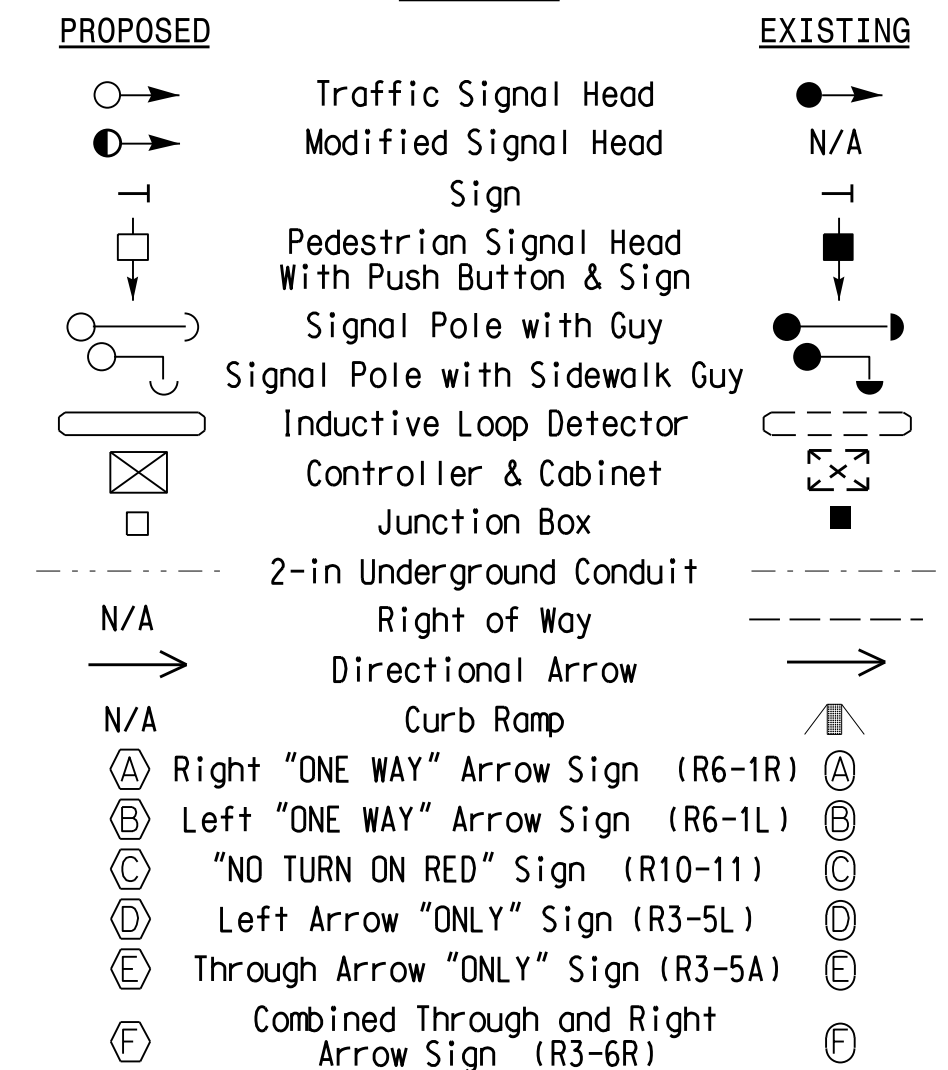 PROPOSED EXISTING
Traffic Signal Head
Modified Signal Head N/A
Sign
Pedestrian Signal Head
With Push Button & Sign
Signal Pole with Guy
Signal Pole with Sidewalk Guy
Inductive Loop Detector
Controller & Cabinet
Junction Box
2-in Underground Conduit
N/A Right of Way
Directional Arrow
N/A Curb Ramp
A Right "ONE WAY" Arrow Sign (R6-1R) A
B Left "ONE WAY" Arrow Sign (R6-1L) B
C "NO TURN ON RED" Sign (R10-11) C
D Left Arrow "ONLY" Sign (R3-5L) D
E Through Arrow "ONLY" Sign (R3-5A) E
Combined Through and Right
F Arrow Sign (R3-6R) F